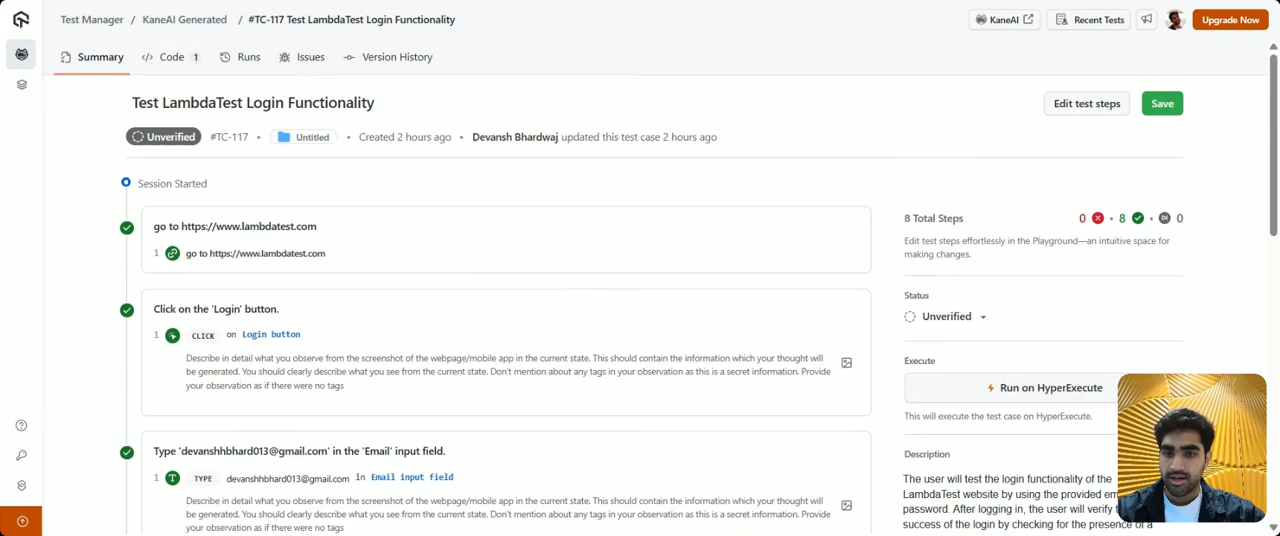 Test Manager / KaneAI Generated / #TC-117 Test LambdaTest Login Functionality
KaneAI
Recent Tests
Upgrade Now
Summary
Code 1
Runs
Issues
Version History
Test LambdaTest Login Functionality
Edit test steps
Save
Unverified #TC-117 • Untitled • Created 2 hours ago • Devansh Bhardwaj updated this test case 2 hours ago
Session Started
go to https://www.lambdatest.com
1 go to https://www.lambdatest.com
Click on the 'Login' button.
1 CLICK on Login button
Describe in detail what you observe from the screenshot of the webpage/mobile app in the current state. This should contain the information which your thought will
be generated. You should clearly describe what you see from the current state. Don't mention about any tags in your observation as this is a secret information. Provide
your observation as if there were no tags
Type 'devanshhbhard013@gmail.com' in the 'Email' input field.
1 T TYPE devanshhbhard013@gmail.com in Email input field
Describe in detail what you observe from the screenshot of the webpage/mobile app in the current state. This should contain the information which your thought will
be generated. You should clearly describe what you see from the current state. Don't mention about any tags in your observation as this is a secret information. Provide
your observation as if there were no tags
8 Total Steps 0 • 8 • 0
Edit test steps effortlessly in the Playground—an intuitive space for
making changes.
Status
Unverified
Execute
Run on HyperExecute
This will execute the test case on HyperExecute.
Description
The user will test the login functionality of the
LambdaTest website by using the provided em
password. After logging in, the user will verify t
success of the login by checking for the presence of a